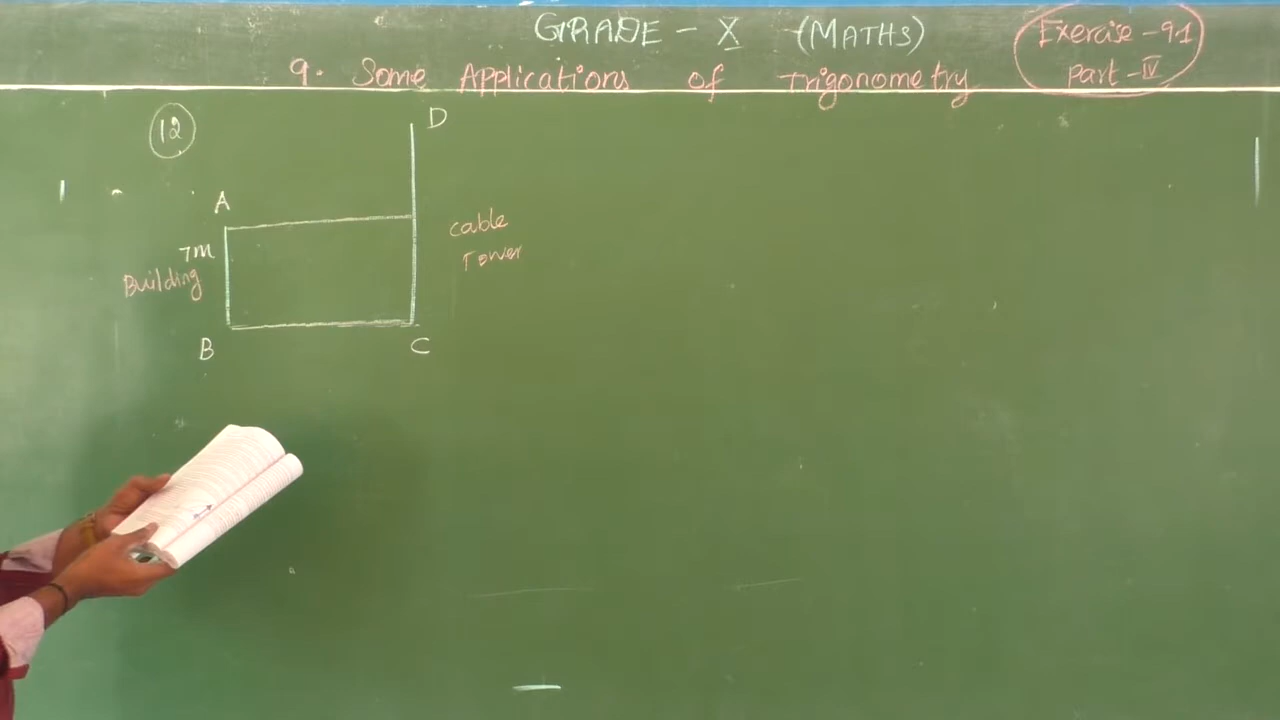 GRADE - X (MATHS)
Exercise - 9.1
part - IV
9. Some Applications of Trigonometry
12
D
A
cable
Tower
7m
Building
B
C